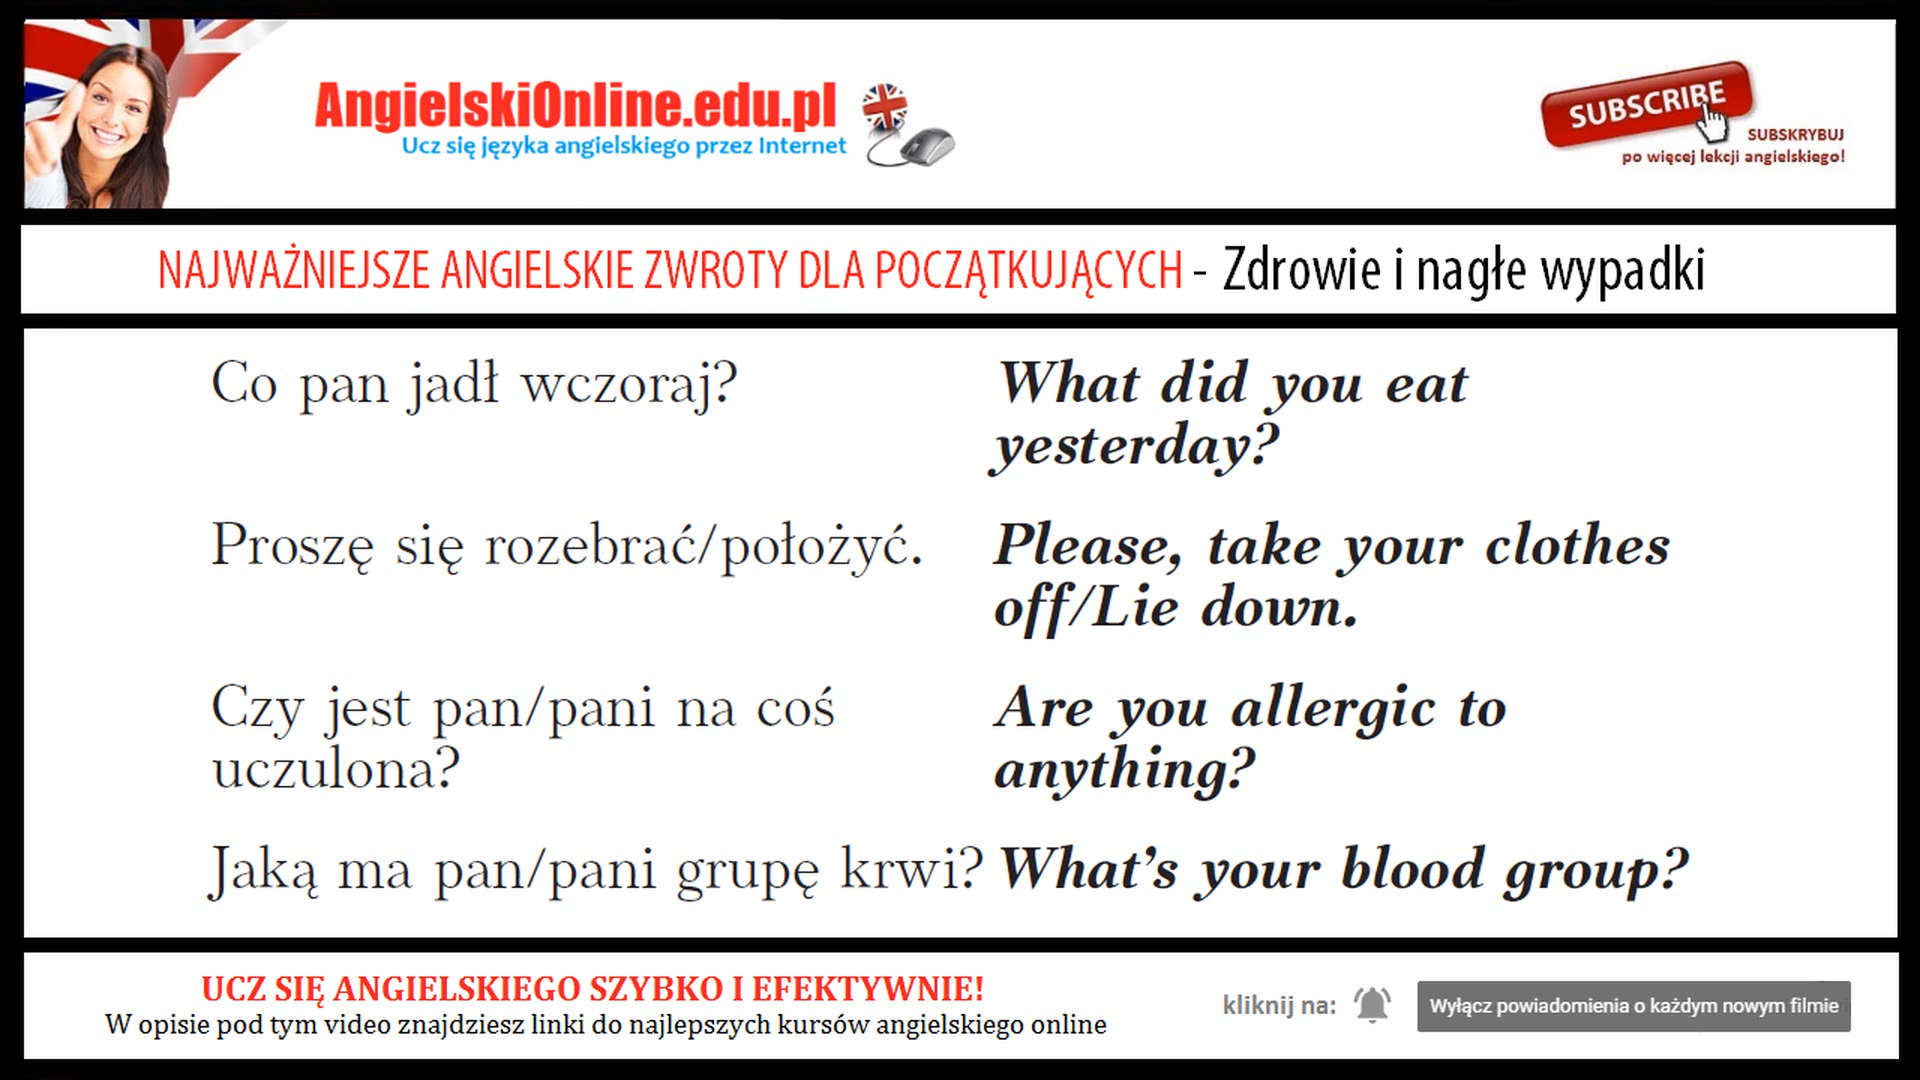 AngielskiOnline.edu.pl
Ucz się języka angielskiego przez Internet
SUBSCRIBE
SUBSKRYBUJ
po więcej lekcji angielskiego!
NAJWAŻNIEJSZE ANGIELSKIE ZWROTY DLA POCZĄTKUJĄCYCH - Zdrowie i nagłe wypadki
Co pan jadł wczoraj?
What did you eat
yesterday?
Proszę się rozebrać/położyć.
Please, take your clothes
off/Lie down.
Czy jest pan/pani na coś
uczulona?
Are you allergic to
anything?
Jaką ma pan/pani grupę krwi?
What's your blood group?
UCZ SIĘ ANGIELSKIEGO SZYBKO I EFEKTYWNIE!
W opisie pod tym video znajdziesz linki do najlepszych kursów angielskiego online
kliknij na:
Wyłącz powiadomienia o każdym nowym filmie